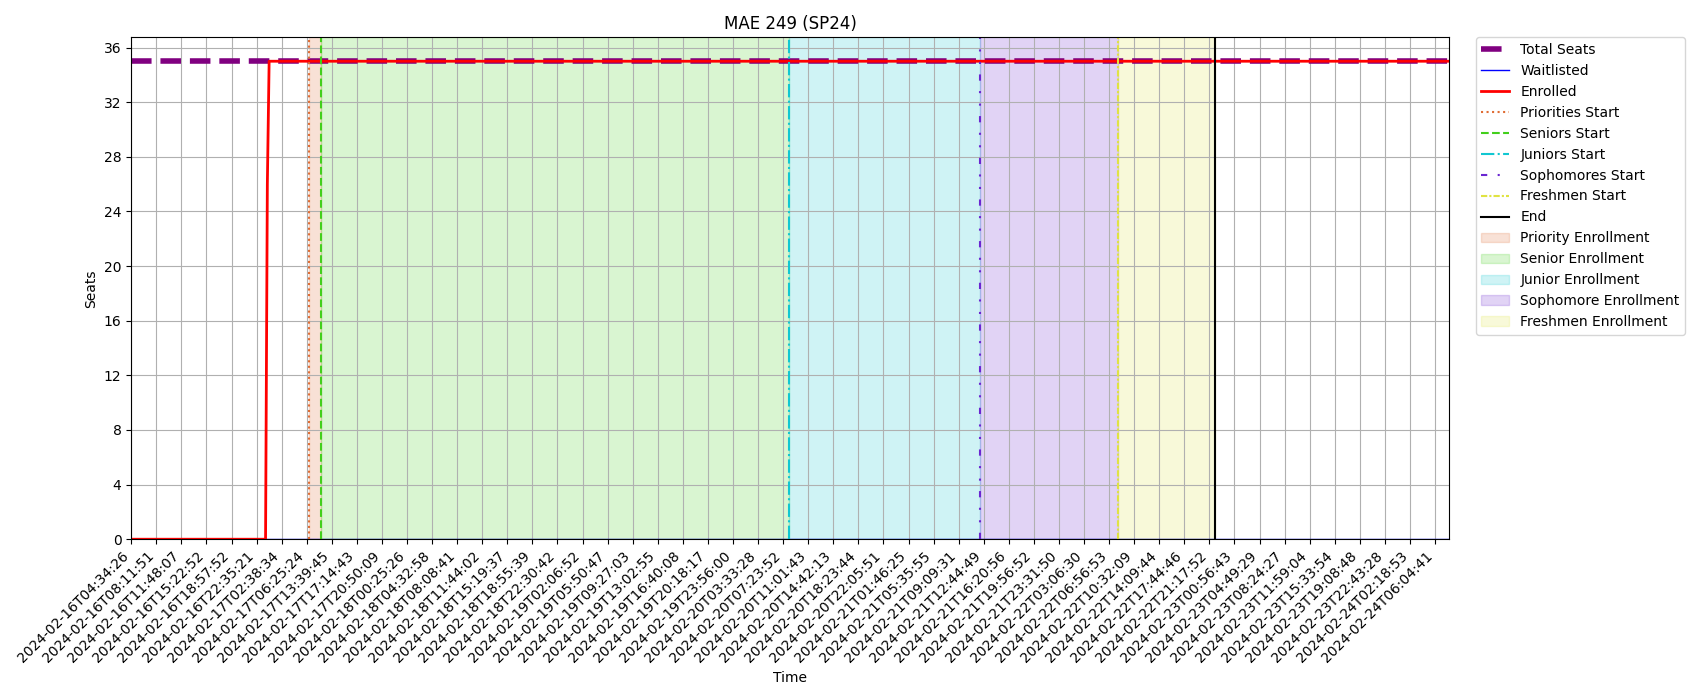 MAE 249 (SP24)
36
32
28
24
20
16
12
8
4
0
Seats
2024-02-16T04:34:26
2024-02-16T08:11:51
2024-02-16T11:48:07
2024-02-16T15:22:52
2024-02-16T18:57:52
2024-02-16T22:35:21
2024-02-17T02:38:34
2024-02-17T06:25:24
2024-02-17T13:39:45
2024-02-17T17:14:43
2024-02-17T20:50:09
2024-02-18T00:25:26
2024-02-18T04:32:58
2024-02-18T08:08:41
2024-02-18T11:44:02
2024-02-18T15:19:37
2024-02-18T18:55:39
2024-02-18T22:30:42
2024-02-19T02:06:52
2024-02-19T05:50:47
2024-02-19T09:27:03
2024-02-19T13:02:55
2024-02-19T16:40:08
2024-02-19T20:18:17
2024-02-19T23:56:00
2024-02-20T03:33:28
2024-02-20T07:23:52
2024-02-20T11:01:43
2024-02-20T14:42:13
2024-02-20T18:23:44
2024-02-20T22:05:51
2024-02-21T01:46:25
2024-02-21T05:35:55
2024-02-21T09:09:31
2024-02-21T12:44:49
2024-02-21T16:20:56
2024-02-21T19:56:52
2024-02-21T23:31:50
2024-02-22T03:06:30
2024-02-22T06:56:53
2024-02-22T10:32:09
2024-02-22T14:09:44
2024-02-22T17:44:46
2024-02-22T21:17:52
2024-02-23T00:56:43
2024-02-23T04:49:29
2024-02-23T08:24:27
2024-02-23T11:59:04
2024-02-23T15:33:54
2024-02-23T19:08:48
2024-02-23T22:43:28
2024-02-24T02:18:53
2024-02-24T06:04:41
Time
Total Seats
Waitlisted
Enrolled
Priorities Start
Seniors Start
Juniors Start
Sophomores Start
Freshmen Start
End
Priority Enrollment
Senior Enrollment
Junior Enrollment
Sophomore Enrollment
Freshmen Enrollment